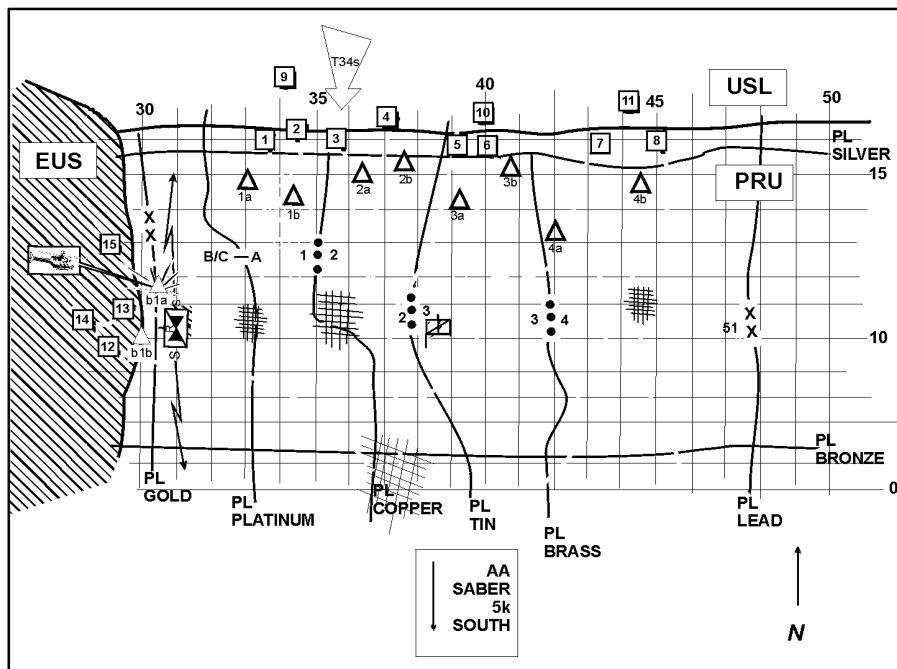 T34s
9
30
35
40
45
50
4
10
11
USL
1
2
3
5
6
7
8
PL
SILVER
EUS
PRU
15
1a
1b
2a
2b
3a
3b
4a
4b
15
B/C — A
1 2
b1a
13
14
12
b1b
S
S
2 3
3 4
51
X
X
X
X
10
PL
BRONZE
0
PL
GOLD
PL
PLATINUM
PL
COPPER
PL
TIN
PL
BRASS
PL
LEAD
AA
SABER
5k
SOUTH
N